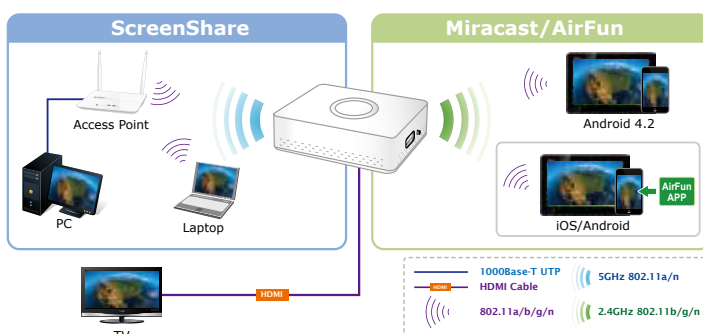 ScreenShare
Miracast/AirFun
Access Point
Android 4.2
PC
Laptop
AirFun
APP
iOS/Android
HDMI
TV
1000Base-T UTP
HDMI
HDMI Cable
802.11a/b/g/n
5GHz 802.11a/n
2.4GHz 802.11b/g/n